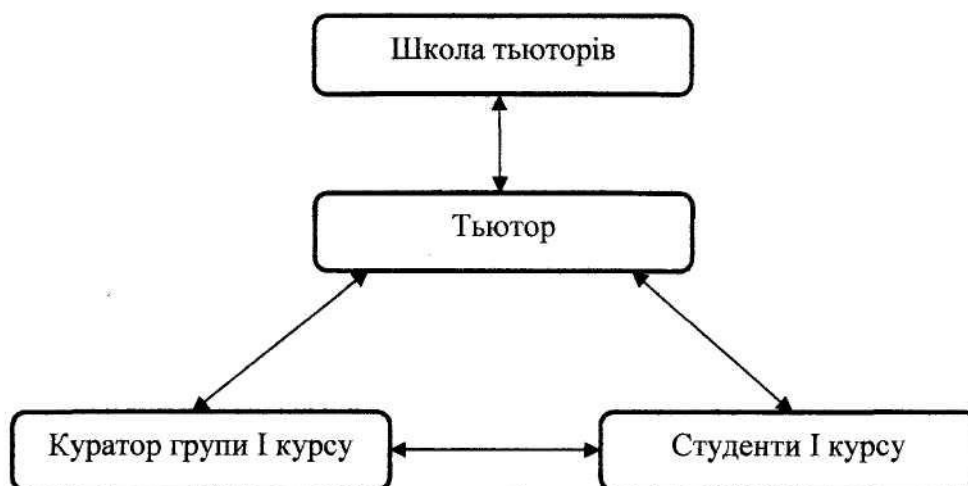 Школа тьюторів
Тьютор
Куратор групи І курсу
Студенти І курсу